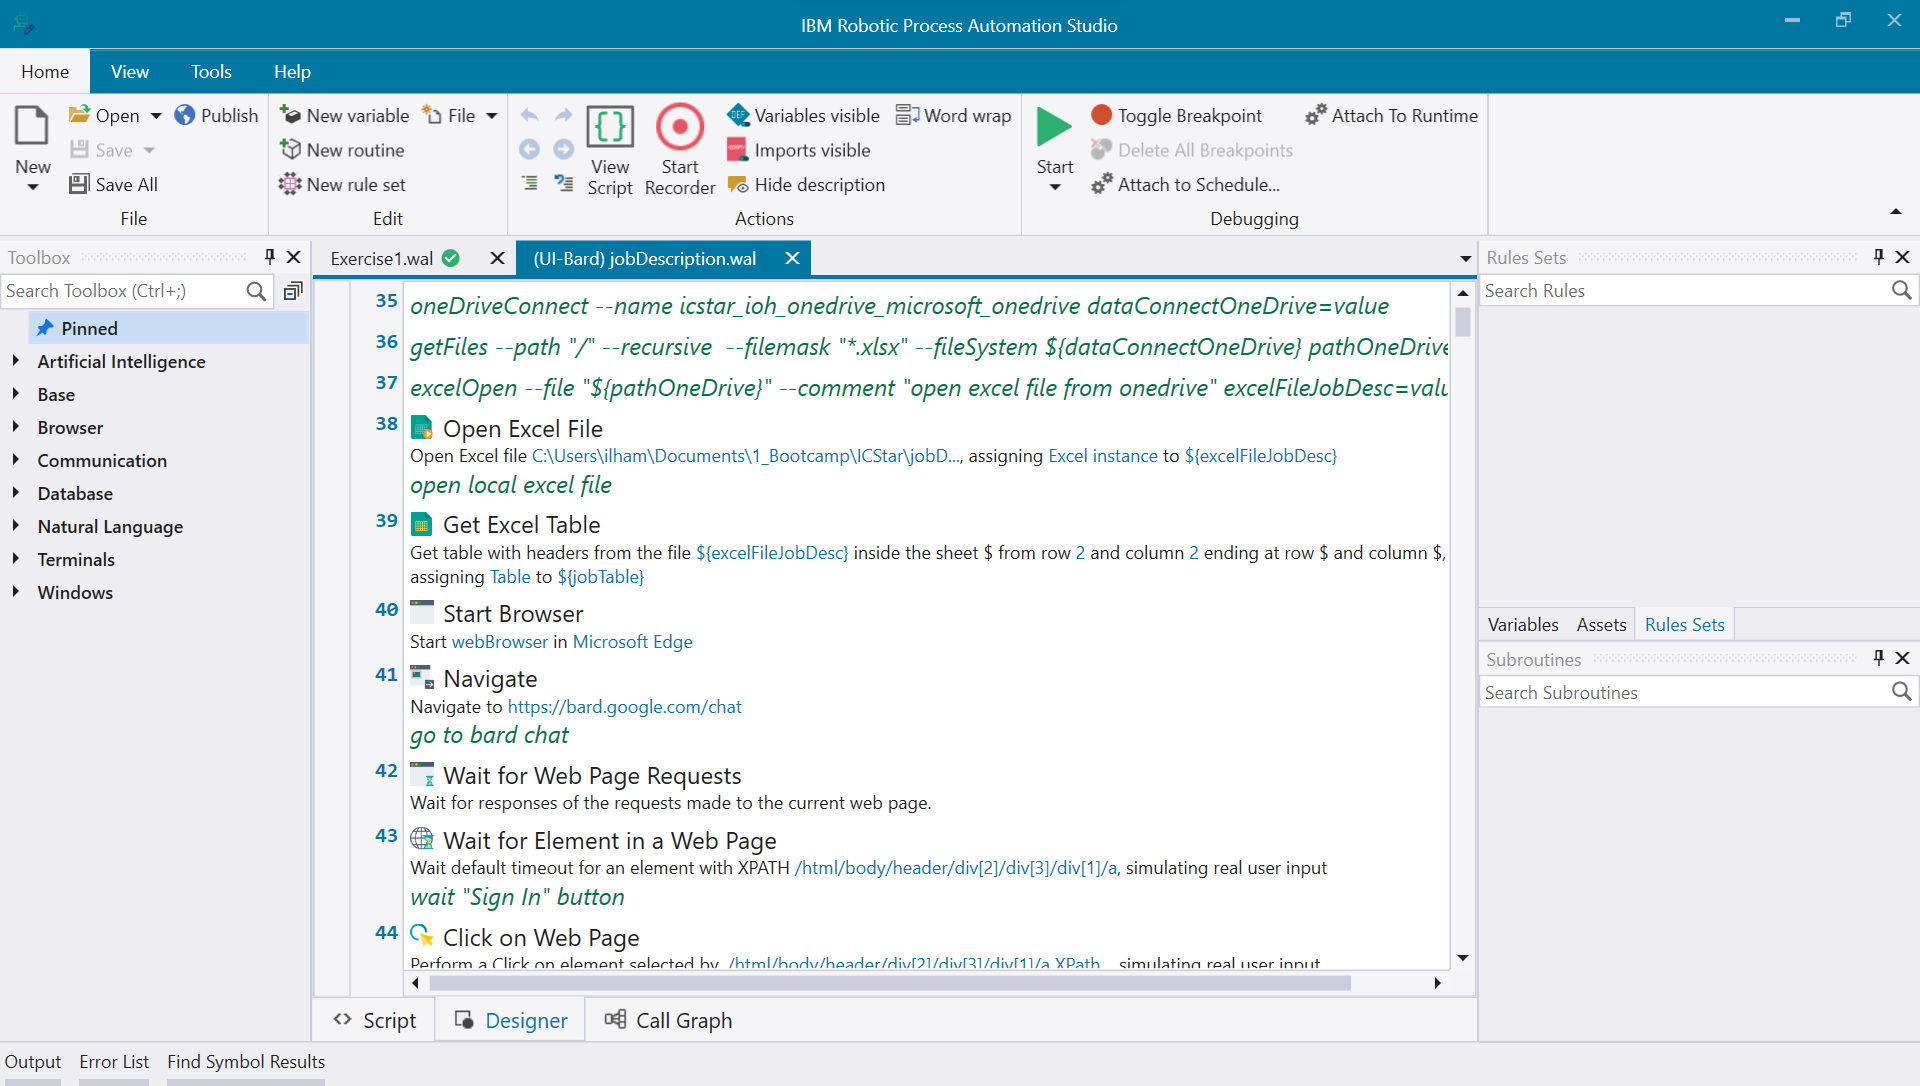 IBM Robotic Process Automation Studio
Home View Tools Help
New
Open
Save
Save All
Publish
File
New variable
New routine
New rule set
File
Edit
View Script
Start Recorder
Variables visible
Imports visible
Hide description
Word wrap
Actions
Start
Toggle Breakpoint
Delete All Breakpoints
Attach to Schedule...
Attach To Runtime
Debugging
Toolbox
Search Toolbox (Ctrl+;)
Pinned
Artificial Intelligence
Base
Browser
Communication
Database
Natural Language
Terminals
Windows
Exercise1.wal
(UI-Bard) jobDescription.wal
35 oneDriveConnect --name icstar_ioh_onedrive_microsoft_onedrive dataConnectOneDrive=value
36 getFiles --path "/" --recursive --filemask "*.xlsx" --fileSystem ${dataConnectOneDrive} pathOneDrive
37 excelOpen --file "${pathOneDrive}" --comment "open excel file from onedrive" excelFileJobDesc=valu
38 Open Excel File
Open Excel file C:\Users\ilham\Documents\1_Bootcamp\ICStar\jobD..., assigning Excel instance to ${excelFileJobDesc}
open local excel file
39 Get Excel Table
Get table with headers from the file ${excelFileJobDesc} inside the sheet $ from row 2 and column 2 ending at row $ and column $,
assigning Table to ${jobTable}
40 Start Browser
Start webBrowser in Microsoft Edge
41 Navigate
Navigate to https://bard.google.com/chat
go to bard chat
42 Wait for Web Page Requests
Wait for responses of the requests made to the current web page.
43 Wait for Element in a Web Page
Wait default timeout for an element with XPATH /html/body/header/div[2]/div[3]/div[1]/a, simulating real user input
wait "Sign In" button
44 Click on Web Page
Perform a Click on element selected by /html/body/header/div[2]/div[3]/div[1]/a XPath , simulating real user input
Script
Designer
Call Graph
Rules Sets
Search Rules
Variables Assets Rules Sets
Subroutines
Search Subroutines
Output Error List Find Symbol Results